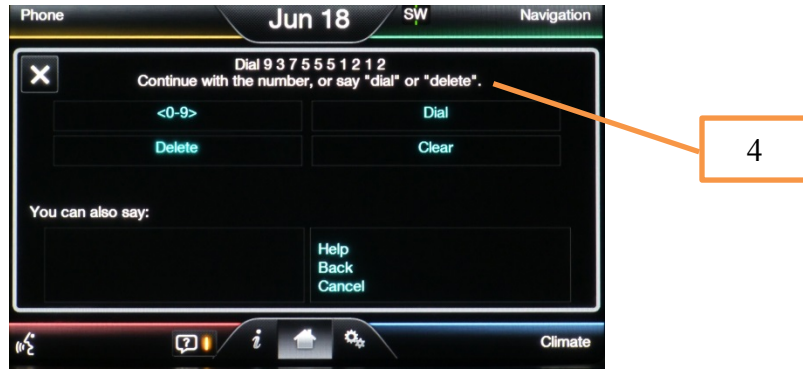 Phone Jun 18 SW Navigation
Dial 9 3 7 5 5 5 1 2 1 2
Continue with the number, or say "dial" or "delete".
<0-9> Dial
Delete Clear
4
You can also say:
Help
Back
Cancel
i
Climate